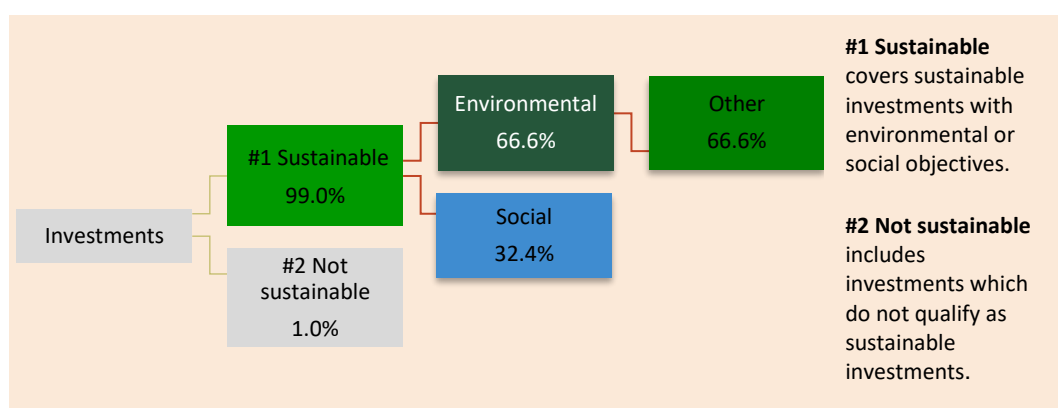 Investments
#1 Sustainable
99.0%
#2 Not
sustainable
1.0%
Environmental
66.6%
Social
32.4%
Other
66.6%
#1 Sustainable
covers sustainable
investments with
environmental or
social objectives.
#2 Not sustainable
includes
investments which
do not qualify as
sustainable
investments.